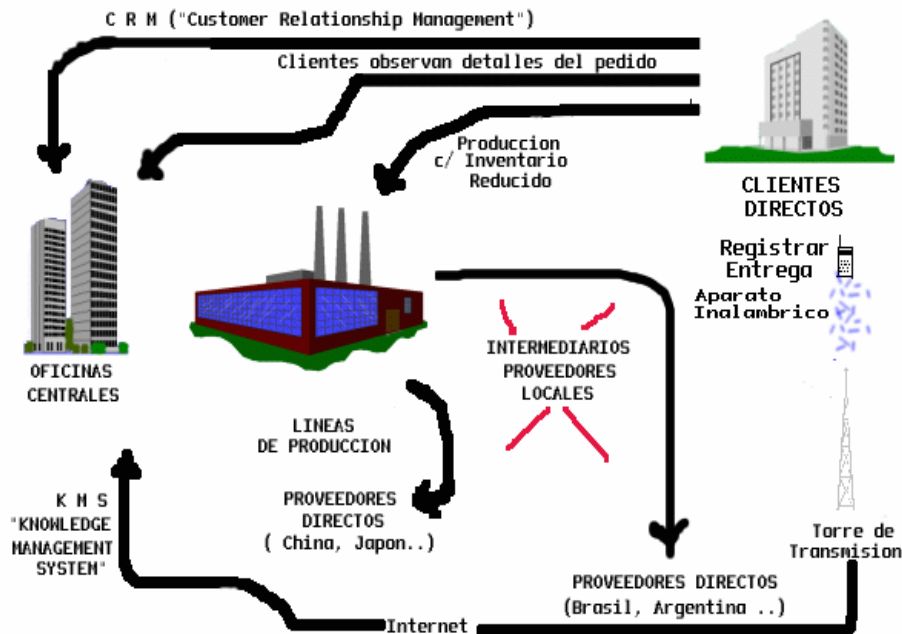 C R M ("Customer Relationship Management")
Clientes observan detalles del pedido
Produccion
c/ Inventario
Reducido
CLIENTES
DIRECTOS
Registrar
Entrega
Aparato
Inalambrico
OFICINAS
CENTRALES
INTERMEDIARIOS
PROVEEDORES
LOCALES
LINEAS
DE PRODUCCION
PROVEEDORES
DIRECTOS
( China, Japon..)
K M S
"KNOWLEDGE
MANAGEMENT
SYSTEM"
Torre de
Transmision
PROVEEDORES DIRECTOS
(Brasil, Argentina ..)
Internet